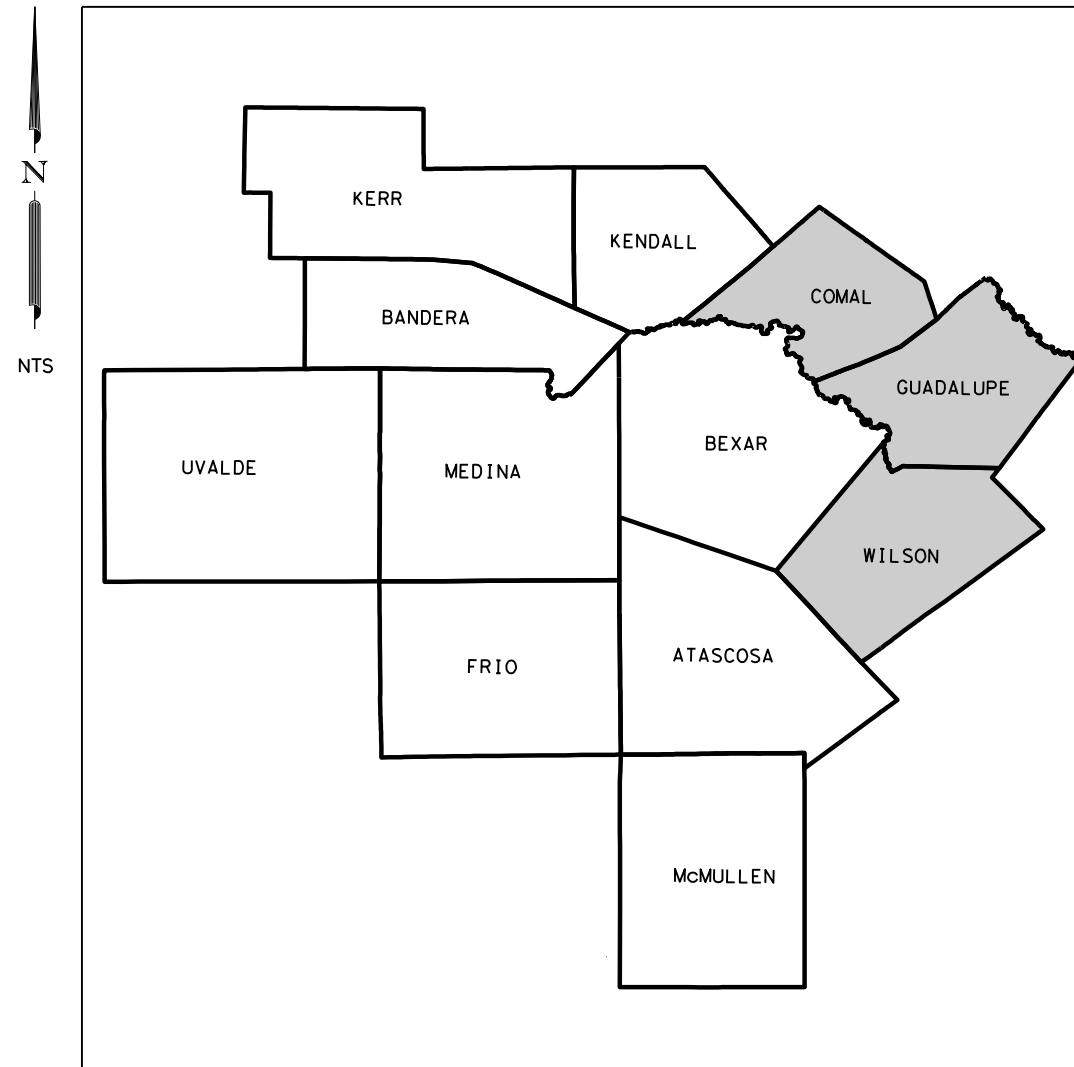 N
NTS
KERR
KENDALL
COMAL
BANDERA
GUADALUPE
BEXAR
UVALDE
MEDINA
WILSON
ATASCOSA
FRIO
McMULLEN